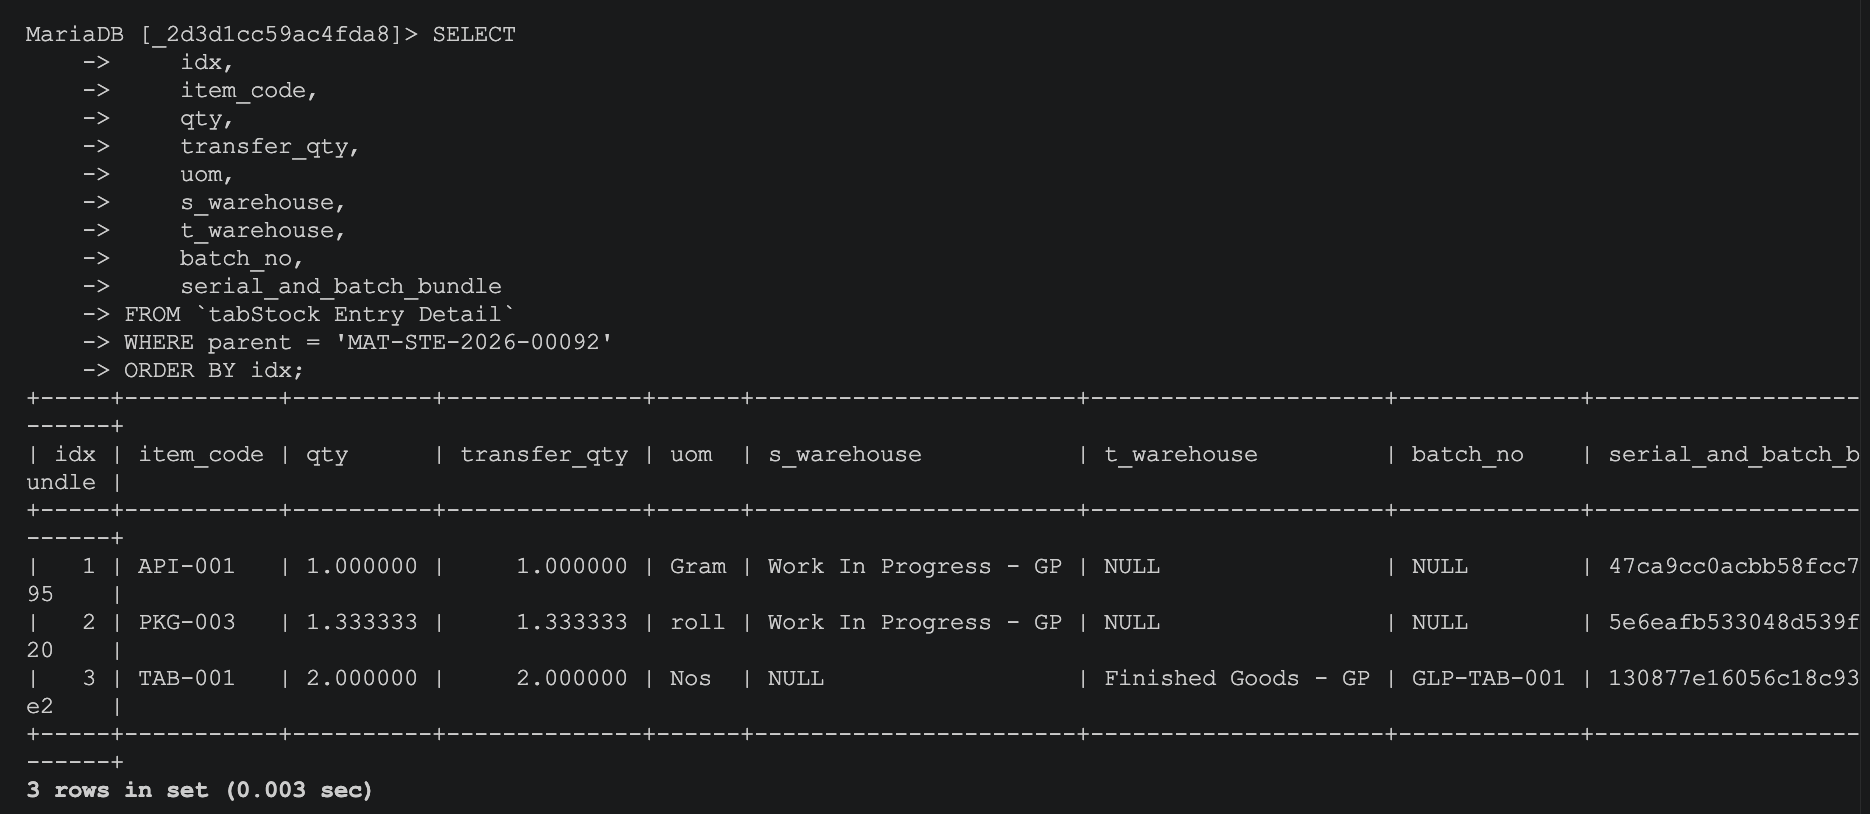 MariaDB [_2d3d1cc59ac4fda8]> SELECT
    ->     idx,
    ->     item_code,
    ->     qty,
    ->     transfer_qty,
    ->     uom,
    ->     s_warehouse,
    ->     t_warehouse,
    ->     batch_no,
    ->     serial_and_batch_bundle
    -> FROM `tabStock Entry Detail`
    -> WHERE parent = 'MAT-STE-2026-00092'
    -> ORDER BY idx;
+-----+-----------+----------+--------------+------+-----------------------+---------------------+-------------+-------------------
------+
| idx | item_code | qty      | transfer_qty | uom  | s_warehouse           | t_warehouse         | batch_no    | serial_and_batch_b
undle |
+-----+-----------+----------+--------------+------+-----------------------+---------------------+-------------+-------------------
------+
|   1 | API-001   | 1.000000 |     1.000000 | Gram | Work In Progress - GP | NULL                | NULL        | 47ca9cc0acbb58fcc7
95    |
|   2 | PKG-003   | 1.333333 |     1.333333 | roll | Work In Progress - GP | NULL                | NULL        | 5e6eafb533048d539f
20    |
|   3 | TAB-001   | 2.000000 |     2.000000 | Nos  | NULL                  | Finished Goods - GP | GLP-TAB-001 | 130877e16056c18c93
e2    |
+-----+-----------+----------+--------------+------+-----------------------+---------------------+-------------+-------------------
------+
3 rows in set (0.003 sec)